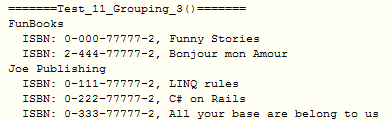 =======Test_11_Grouping_3()=======
FunBooks
  ISBN: 0-000-77777-2, Funny Stories
  ISBN: 2-444-77777-2, Bonjour mon Amour
Joe Publishing
  ISBN: 0-111-77777-2, LINQ rules
  ISBN: 0-222-77777-2, C# on Rails
  ISBN: 0-333-77777-2, All your base are belong to us